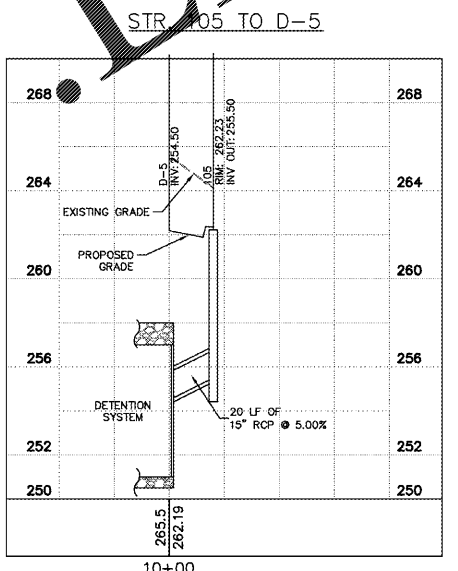 STR. 105 TO D-5
268
268
D-5
INV: 254.50
105
RIM: 262.23
INV OUT: 255.50
264
264
EXISTING GRADE
PROPOSED
GRADE
260
260
256
256
DETENTION
SYSTEM
20 LF OF
15" RCP @ 5.00%
252
252
250
250
265.5
262.19
10+00